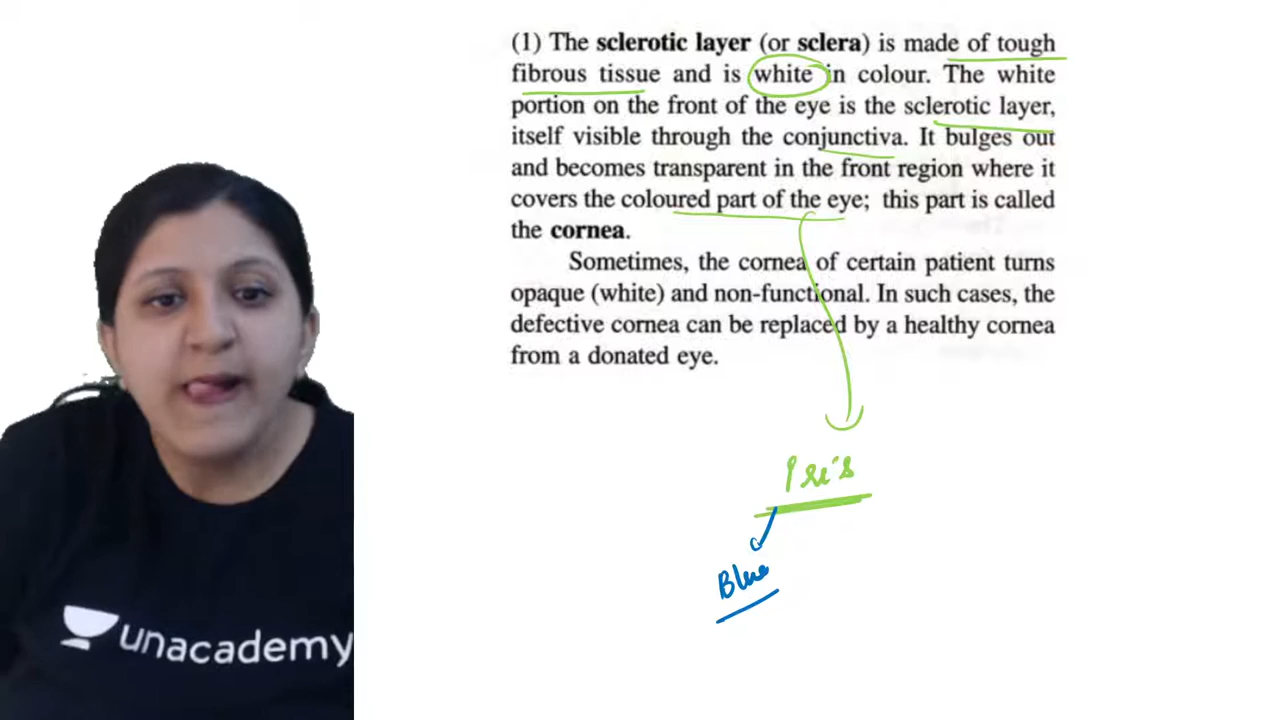 (1) The sclerotic layer (or sclera) is made of tough
fibrous tissue and is white in colour. The white
portion on the front of the eye is the sclerotic layer,
itself visible through the conjunctiva. It bulges out
and becomes transparent in the front region where it
covers the coloured part of the eye; this part is called
the cornea.
Sometimes, the cornea of certain patient turns
opaque (white) and non-functional. In such cases, the
defective cornea can be replaced by a healthy cornea
from a donated eye.
Iris
Blue
unacademy